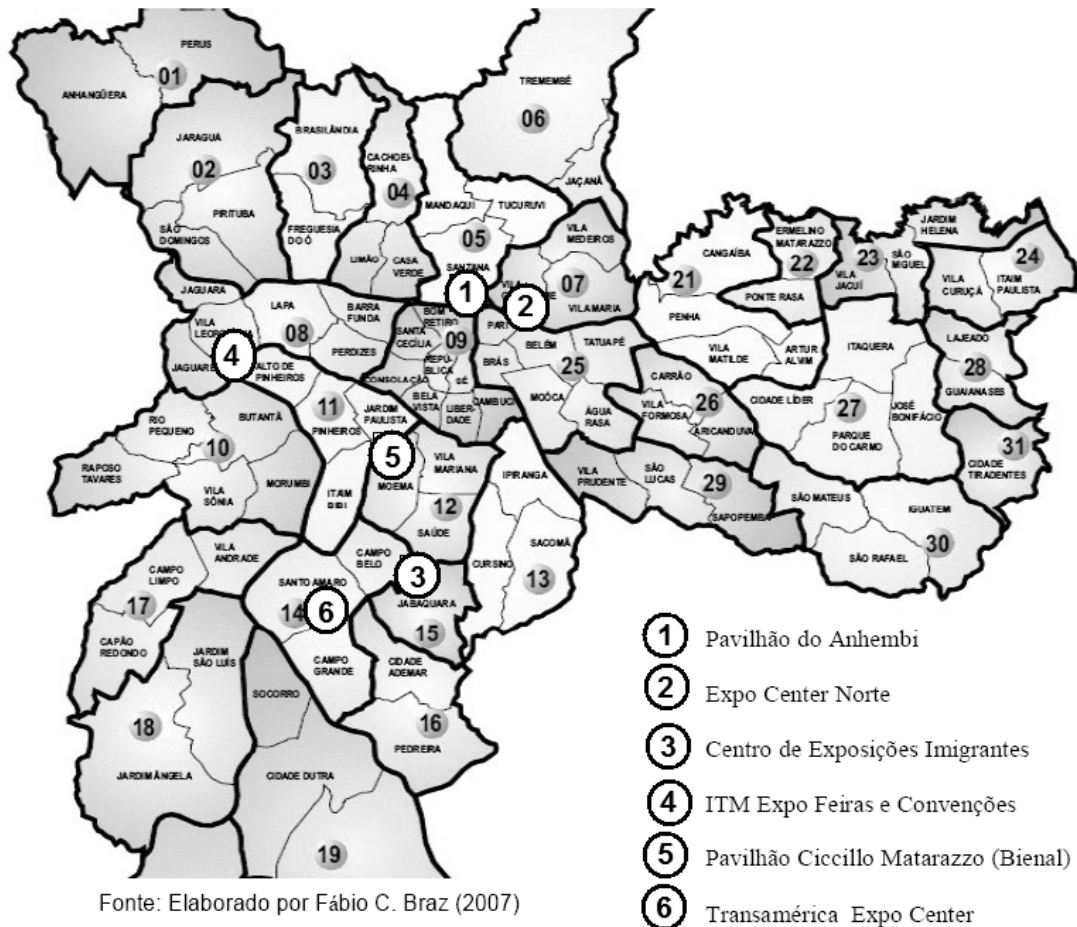 PERUS
01
ANHANGÜERA
TREMEMBÉ
06
JARAGUÁ
BRASILÂNDIA
02
03
CACHOEI-
RINHA
04
JAÇANÃ
MANDAQUI
TUCURUVI
PIRITUBA
SÃO
DOMINGOS
FREGUESIA
DO Ó
05
VILA
MEDEIROS
LIMÃO
CASA
VERDE
SANTANA
07
VILA
VILA MARIA
CANGAÍBA
21
ERMELINO
MATARAZZO
22
PONTE RASA
23
VILA
JACUÍ
SÃO
MIGUEL
JARDIM
HELENA
24
VILA
CURUÇÁ
ITAIM
PAULISTA
JAGUARA
1
2
LAPA
BARRA
FUNDA
BOM
RETIRO
08
VILA
SANTA
CECÍLIA
09
PARI
PENHA
BELÉM
TATUAPÉ
4
PERDIZES
REPÚ-
BLICA
SÉ
BRÁS
25
VILA
MATILDE
ARTUR
ALVIM
ITAQUERA
LAJEADO
28
GUAIANASES
ALTO DE
PINHEIROS
CONSOLAÇÃO
BELA
VISTA
LIBER-
DADE
CAMBUCI
MOÓCA
ÁGUA
RASA
CARRÃO
26
VILA
FORMOSA
ARICANDUVA
CIDADE LÍDER
27
PARQUE
DO CARMO
JOSÉ
BONIFÁCIO
31
CIDADE
TIRADENTES
RIO
PEQUENO
BUTANTÃ
10
11
PINHEIROS
JARDIM
PAULISTA
5
VILA
MARIANA
MOEMA
RAPOSO
TAVARES
VILA
SÔNIA
MORUMBI
ITAIM
BIBI
12
SAÚDE
IPIRANGA
VILA
PRUDENTE
SÃO
LUCAS
29
SAPOPEMBA
SÃO MATEUS
IGUATEMI
30
SÃO RAFAEL
VILA
ANDRADE
CAMPO
BELO
CURSINO
SACOMÃ
13
CAMPO
LIMPO
17
SANTO AMARO
3
14
6
JABAQUARA
15
CAPÃO
REDONDO
JARDIM
SÃO LUÍS
CAMPO
GRANDE
CIDADE
ADEMAR
SOCORRO
18
16
PEDREIRA
JARDIM ÂNGELA
CIDADE DUTRA
19
1 Pavilhão do Anhembi
2 Expo Center Norte
3 Centro de Exposições Imigrantes
4 ITM Expo Feiras e Convenções
5 Pavilhão Ciccillo Matarazzo (Bienal)
6 Transamérica Expo Center
Fonte: Elaborado por Fábio C. Braz (2007)